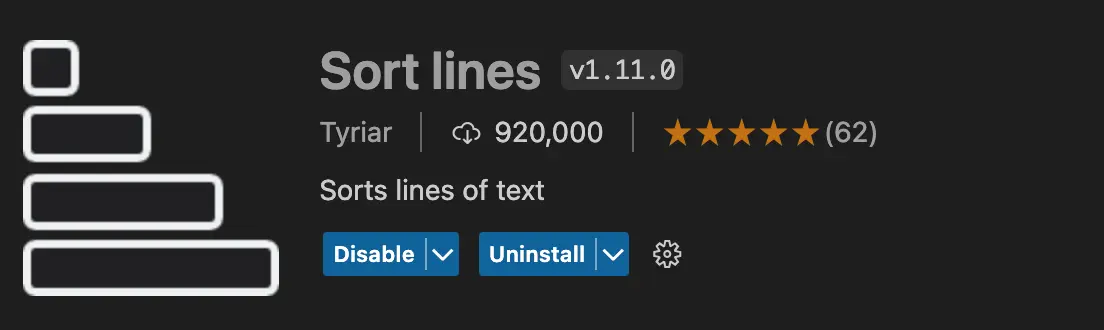 Sort lines v1.11.0
Tyriar 920,000 (62)
Sorts lines of text
Disable Uninstall